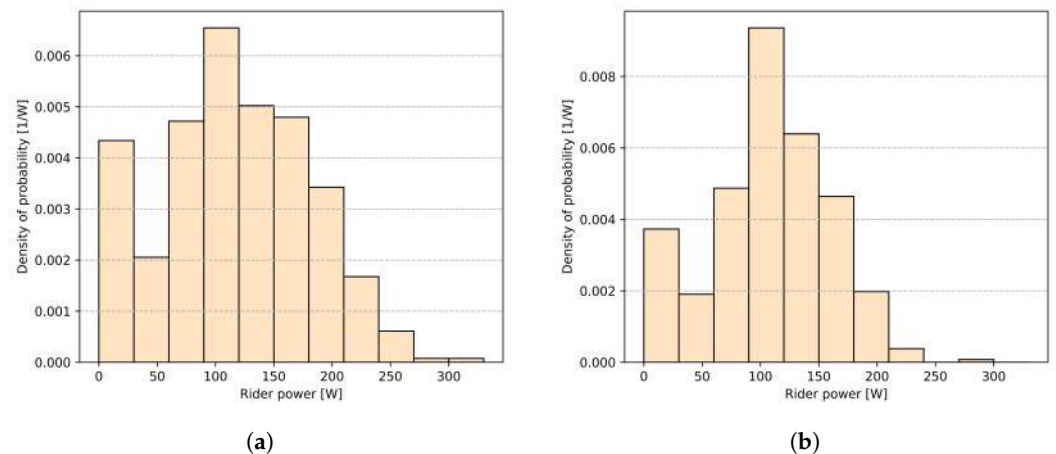 0.006
0.005
0.004
0.003
0.002
0.001
0.000
Density of probability [1/W]
0 50 100 150 200 250 300
Rider power [W]
(a)
0.008
0.006
0.004
0.002
0.000
Density of probability [1/W]
0 50 100 150 200 250 300
Rider power [W]
(b)